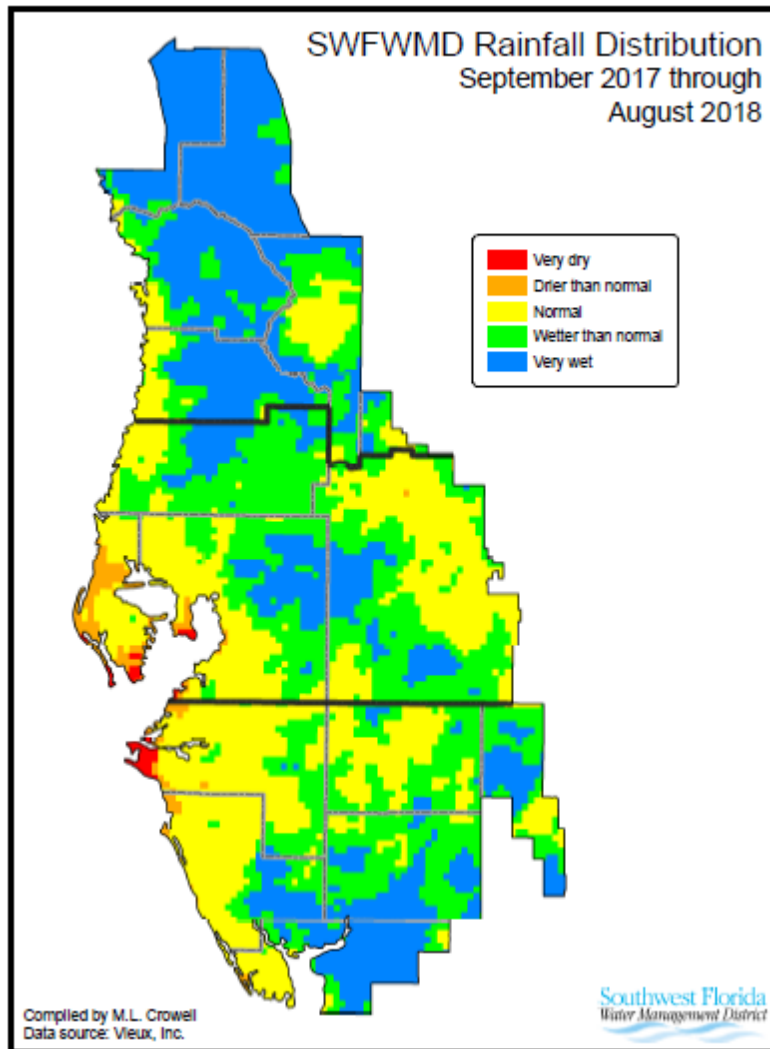 SWFWMD Rainfall Distribution
September 2017 through
August 2018
Very dry
Drier than normal
Normal
Wetter than normal
Very wet
Compiled by M.L. Crowell
Data source: Vieux, Inc.
Southwest Florida
Water Management District